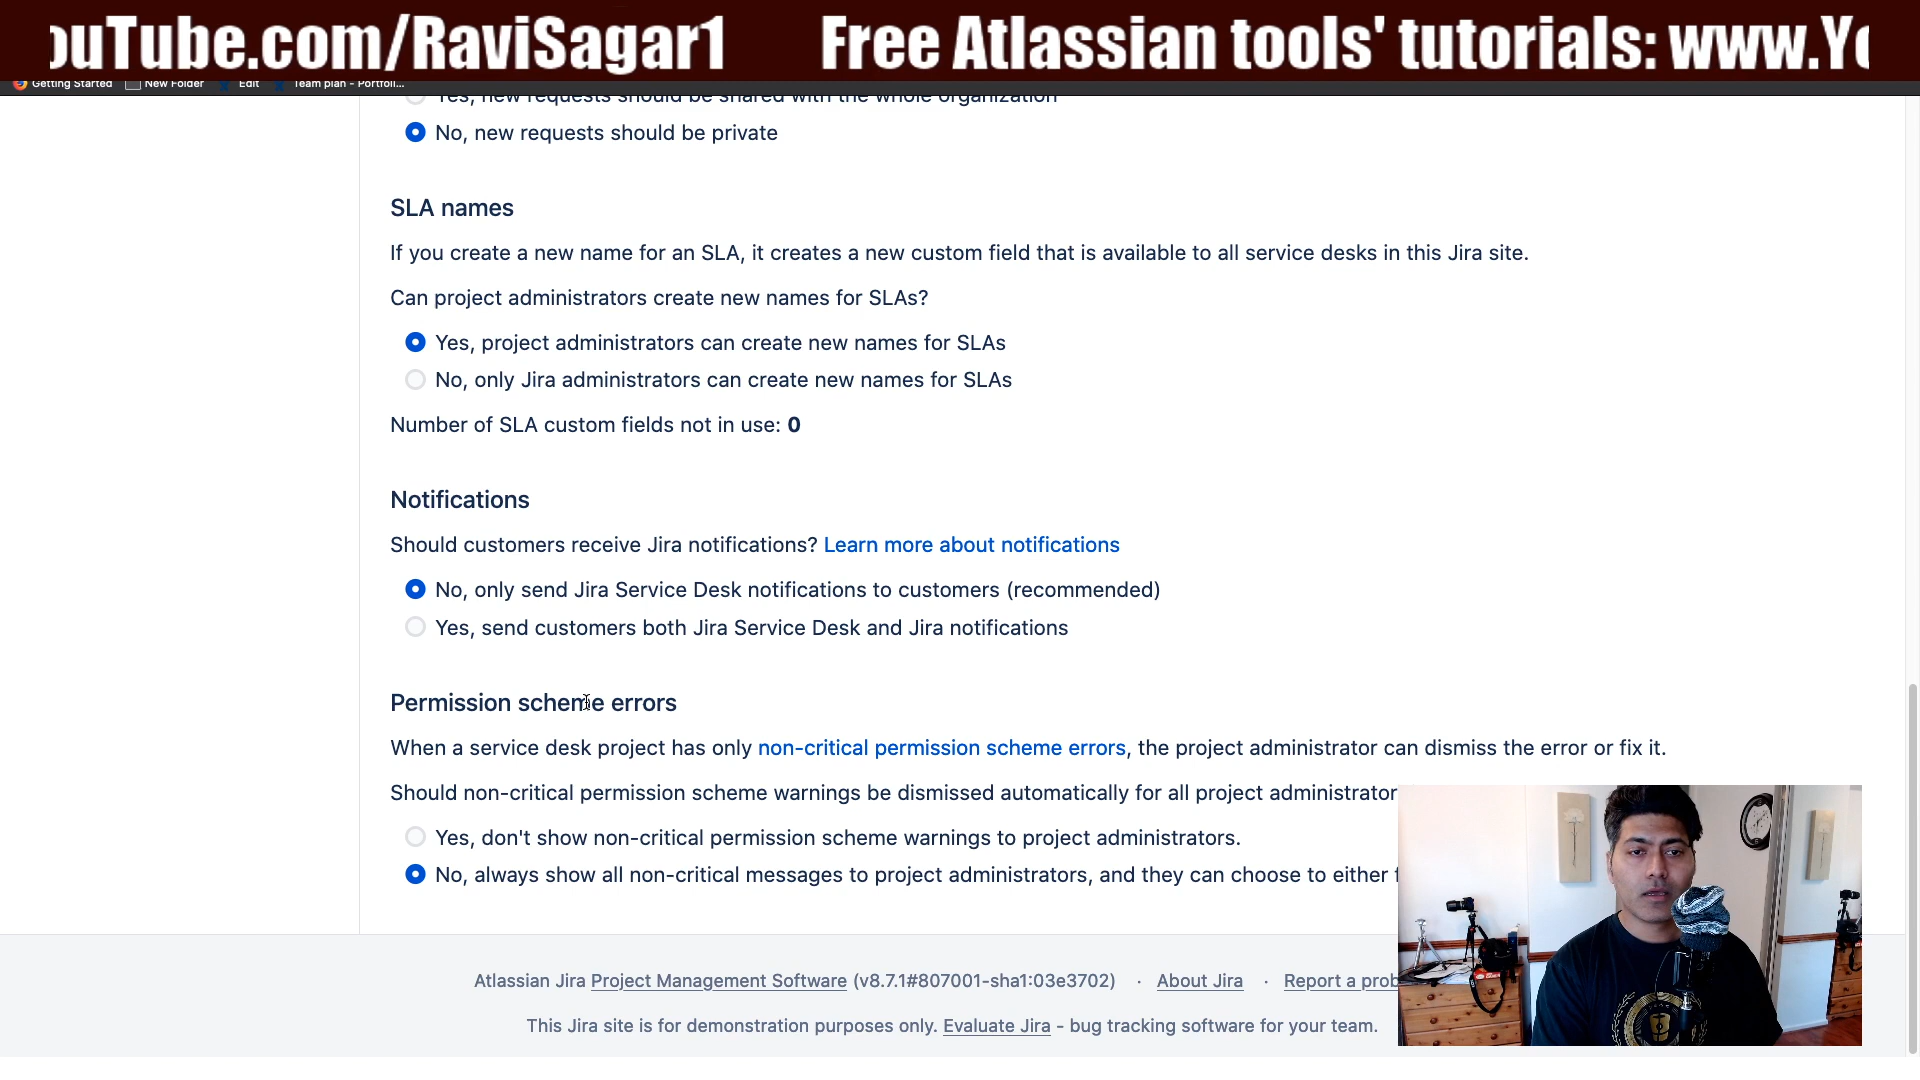 ouTube.com/RaviSagar1 Free Atlassian tools' tutorials: www.Yo
Getting Started New Folder Edit Team plan - Portfoli...
Yes, new requests should be shared with the whole organization
No, new requests should be private
SLA names
If you create a new name for an SLA, it creates a new custom field that is available to all service desks in this Jira site.
Can project administrators create new names for SLAs?
Yes, project administrators can create new names for SLAs
No, only Jira administrators can create new names for SLAs
Number of SLA custom fields not in use: 0
Notifications
Should customers receive Jira notifications? Learn more about notifications
No, only send Jira Service Desk notifications to customers (recommended)
Yes, send customers both Jira Service Desk and Jira notifications
Permission scheme errors
When a service desk project has only non-critical permission scheme errors, the project administrator can dismiss the error or fix it.
Should non-critical permission scheme warnings be dismissed automatically for all project administrator
Yes, don't show non-critical permission scheme warnings to project administrators.
No, always show all non-critical messages to project administrators, and they can choose to either
Atlassian Jira Project Management Software (v8.7.1#807001-sha1:03e3702) · About Jira · Report a prob
This Jira site is for demonstration purposes only. Evaluate Jira - bug tracking software for your team.